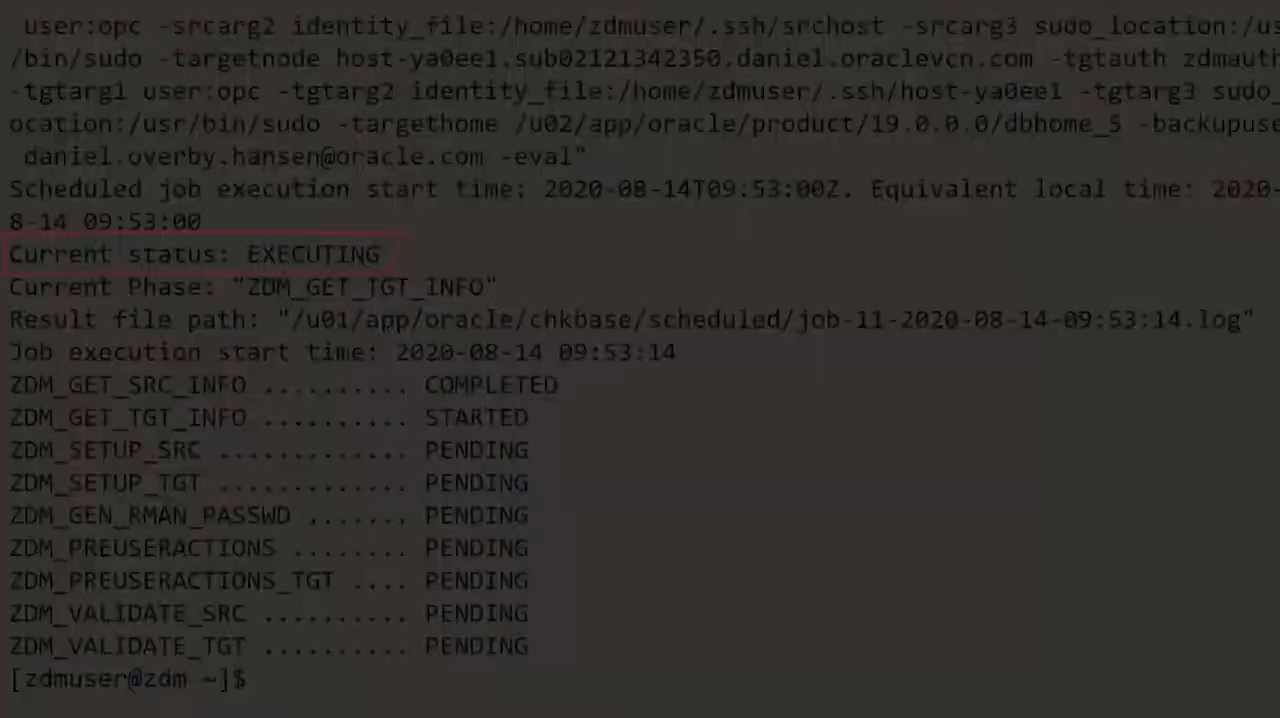 user:opc -srcarg2 identity_file:/home/zdmuser/.ssh/srchost -srcarg3 sudo_location:/us
/bin/sudo -targetnode host-ya0ee1.sub02121342350.daniel.oraclevcn.com -tgtauth zdmauth
-tgtarg1 user:opc -tgtarg2 identity_file:/home/zdmuser/.ssh/host-ya0ee1 -tgtarg3 sudo_
ocation:/usr/bin/sudo -targethome /u02/app/oracle/product/19.0.0.0/dbhome_5 -backupuse
daniel.overby.hansen@oracle.com -eval"
Scheduled job execution start time: 2020-08-14T09:53:00Z. Equivalent local time: 2020-
8-14 09:53:00
Current status: EXECUTING
Current Phase: "ZDM_GET_TGT_INFO"
Result file path: "/u01/app/oracle/chkbase/scheduled/job-11-2020-08-14-09:53:14.log"
Job execution start time: 2020-08-14 09:53:14
ZDM_GET_SRC_INFO .......... COMPLETED
ZDM_GET_TGT_INFO .......... STARTED
ZDM_SETUP_SRC ............. PENDING
ZDM_SETUP_TGT ............. PENDING
ZDM_GEN_RMAN_PASSWD ....... PENDING
ZDM_PREUSERACTIONS ........ PENDING
ZDM_PREUSERACTIONS_TGT .... PENDING
ZDM_VALIDATE_SRC .......... PENDING
ZDM_VALIDATE_TGT .......... PENDING
[zdmuser@zdm ~]$